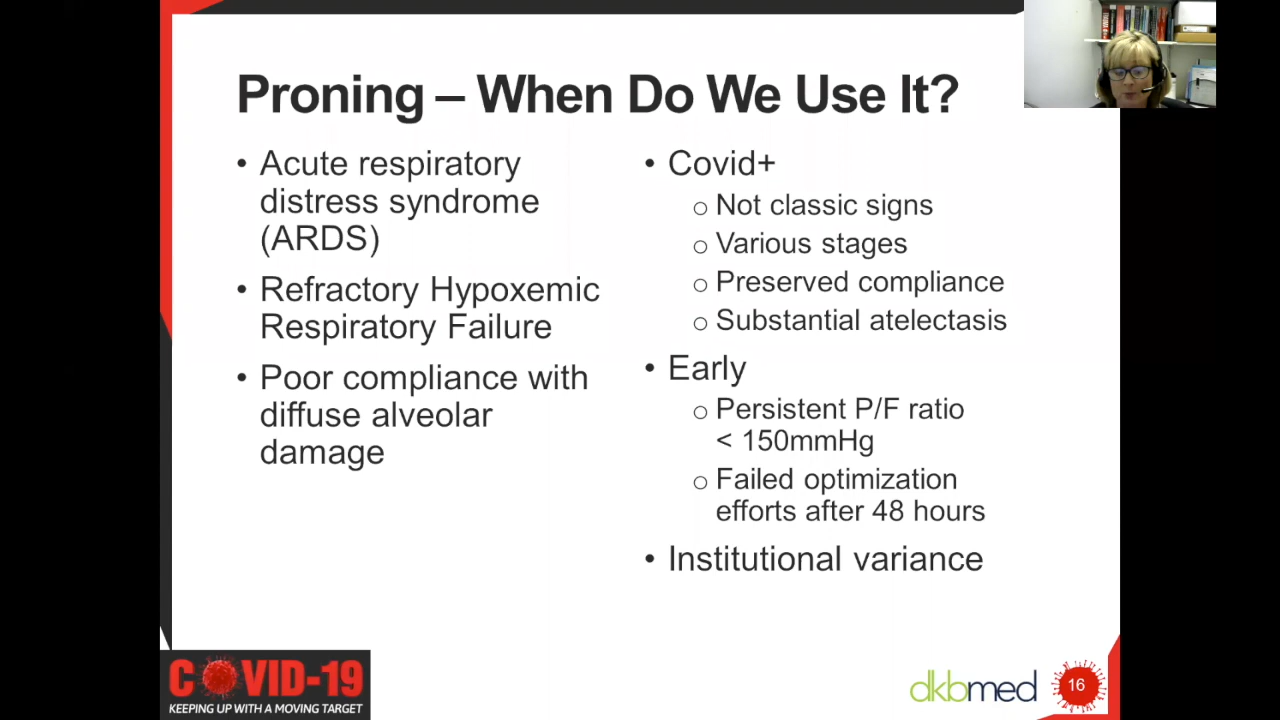 Proning – When Do We Use It?
• Acute respiratory
distress syndrome
(ARDS)
• Refractory Hypoxemic
Respiratory Failure
• Poor compliance with
diffuse alveolar
damage
• Covid+
o Not classic signs
o Various stages
o Preserved compliance
o Substantial atelectasis
• Early
o Persistent P/F ratio
< 150mmHg
o Failed optimization
efforts after 48 hours
• Institutional variance
COVID-19
KEEPING UP WITH A MOVING TARGET
dkbmed
16